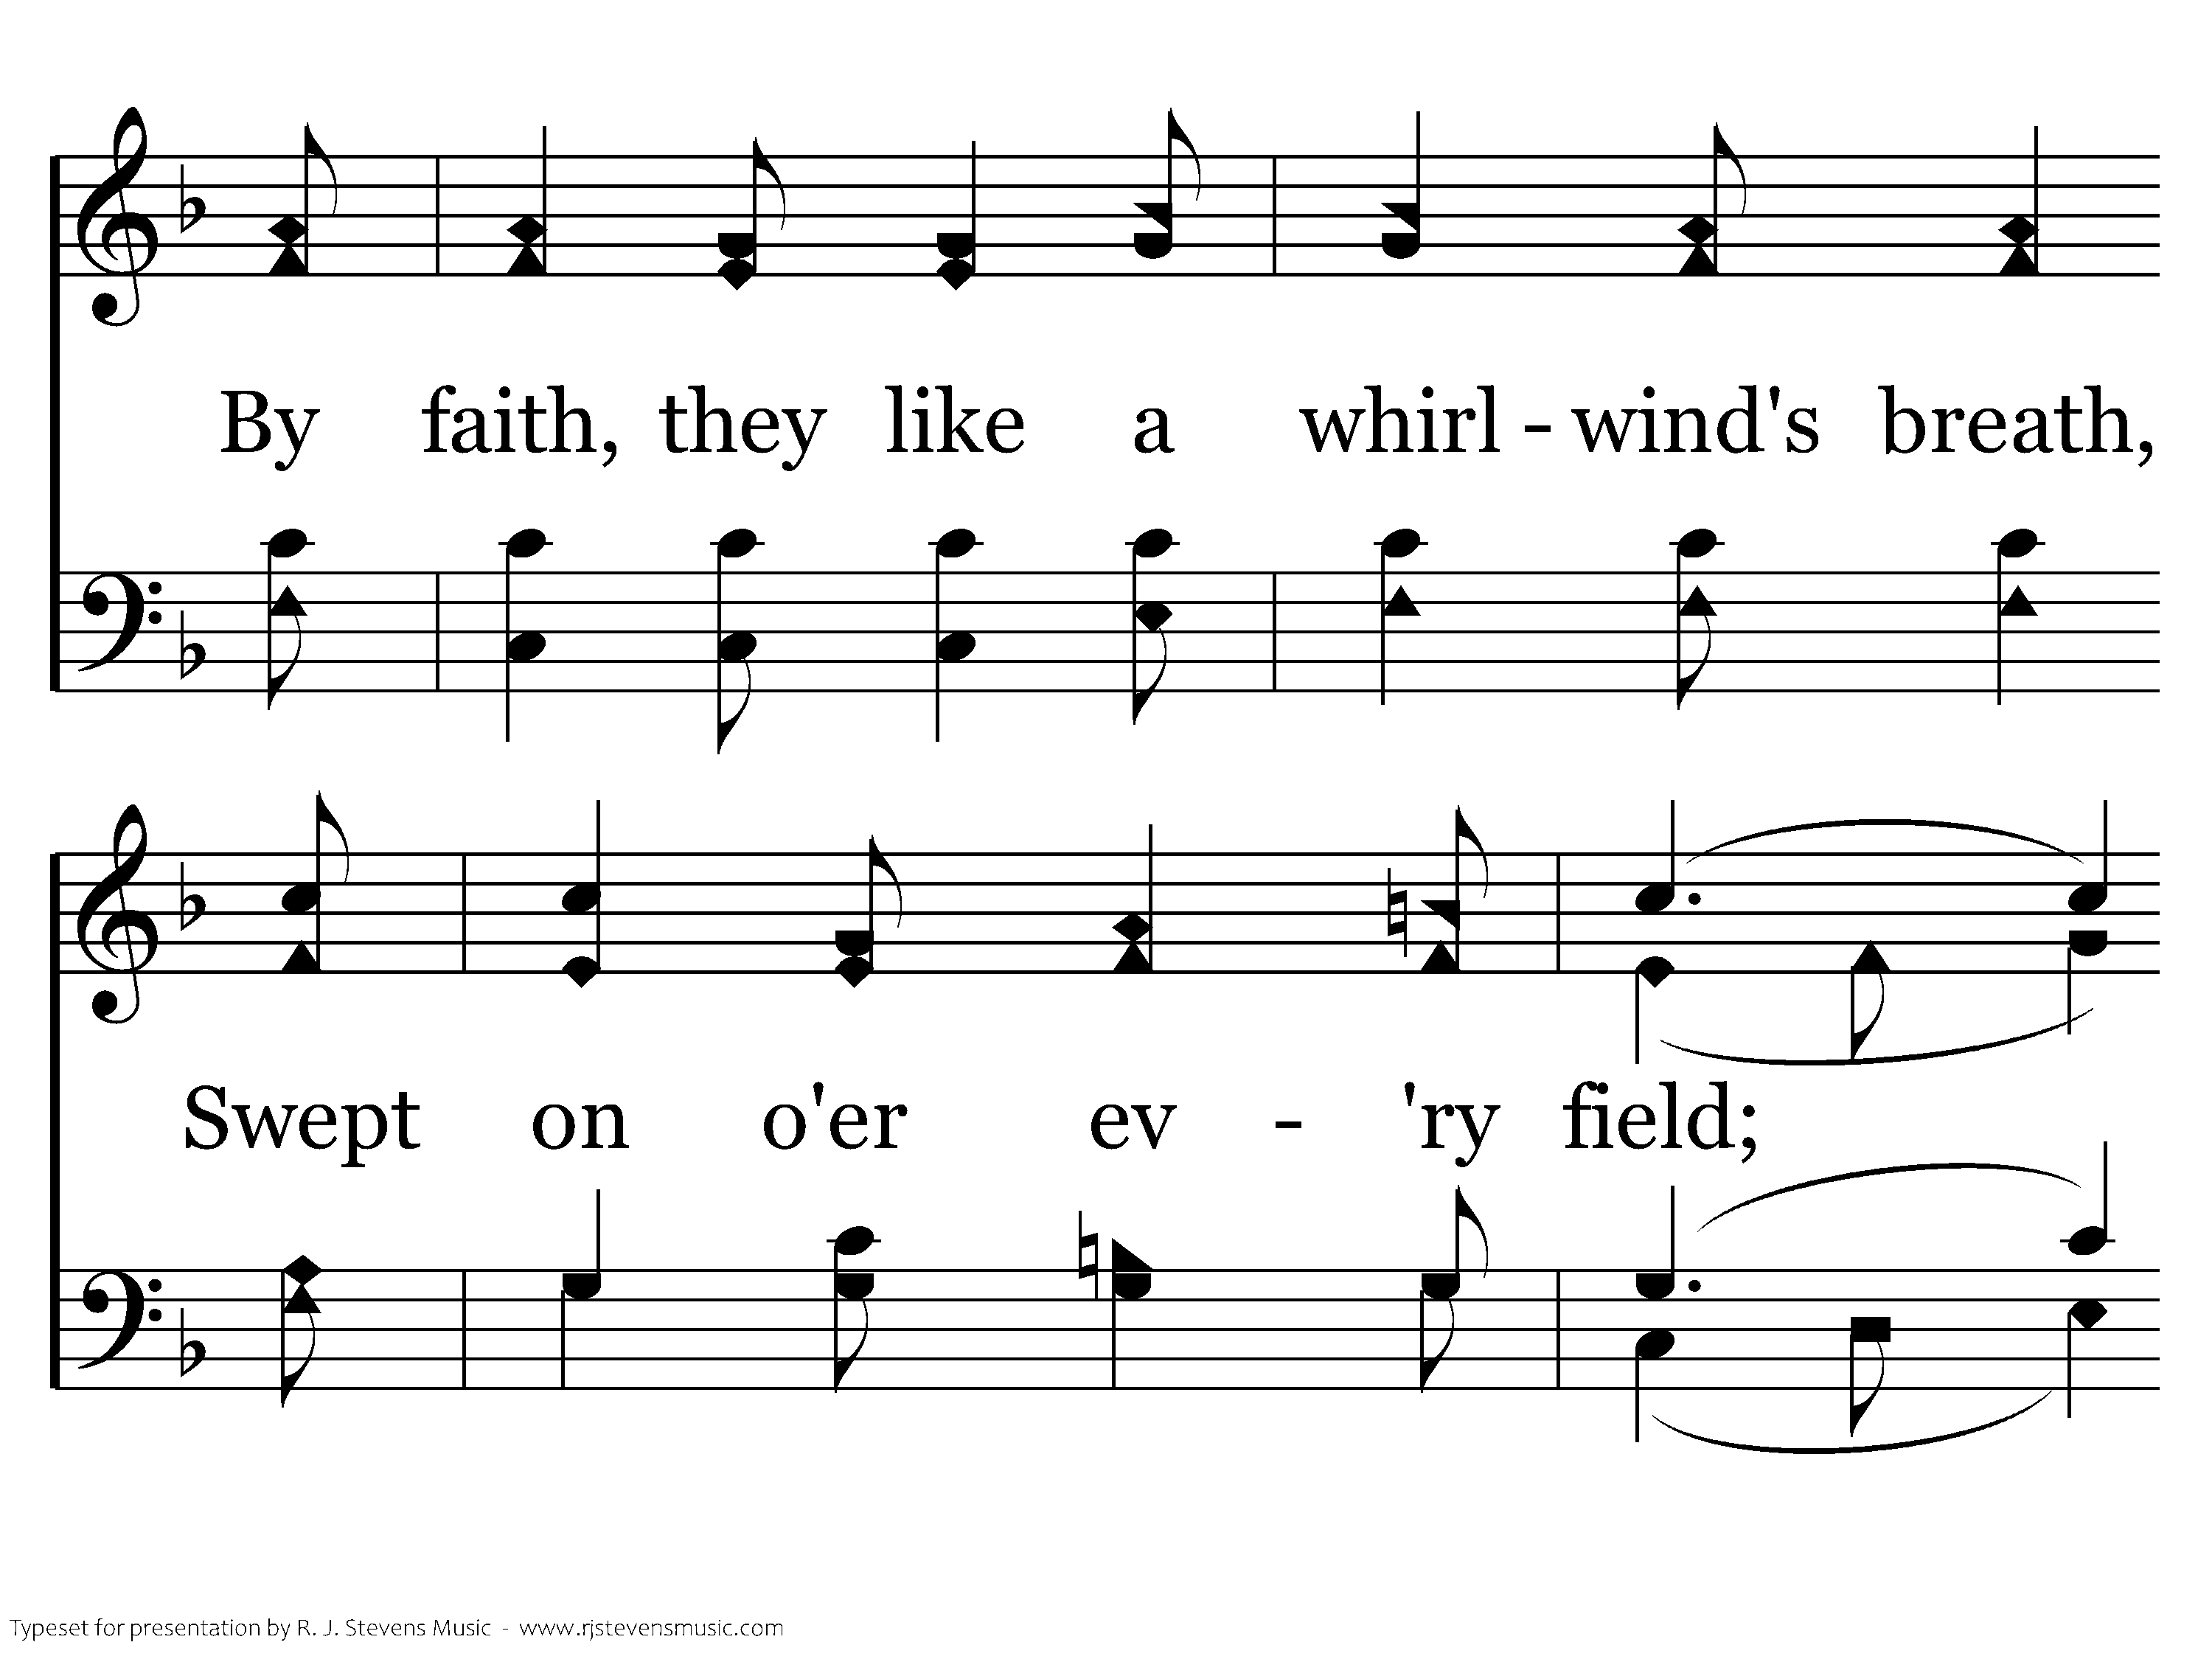 By faith, they like a whirl - wind's breath,
Swept on o'er ev - 'ry field;
Typeset for presentation by R. J. Stevens Music - www.rjstevensmusic.com